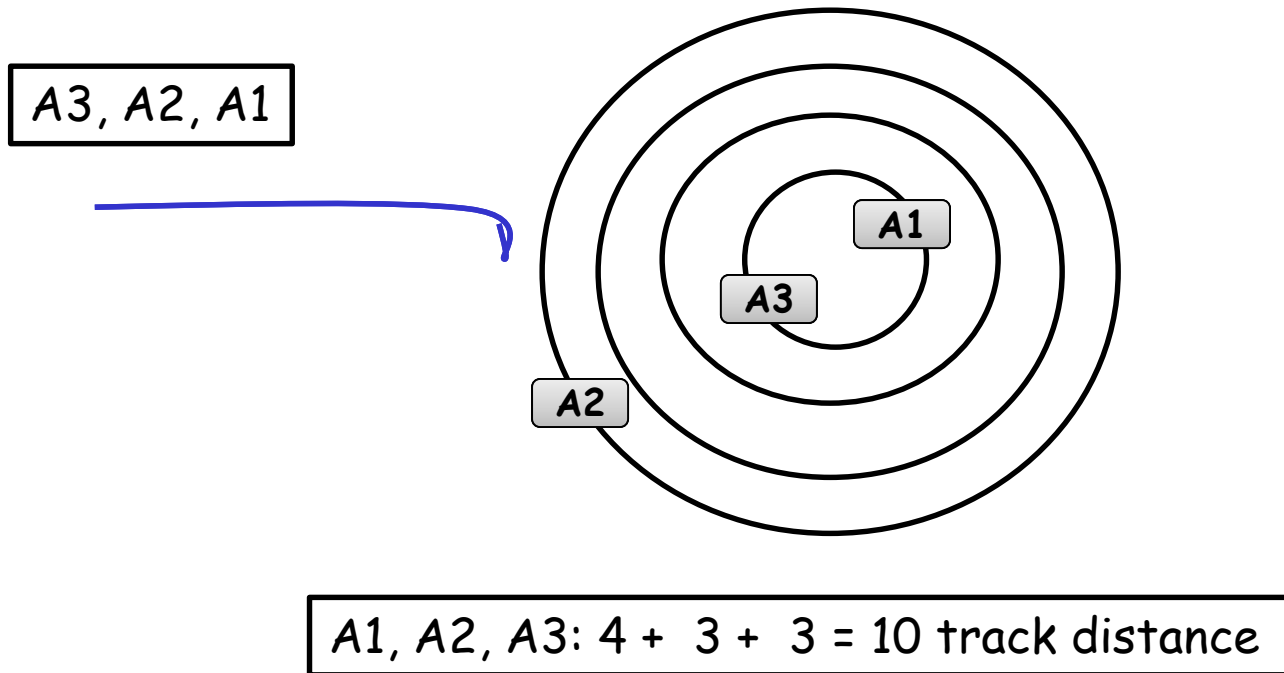 A3, A2, A1
A1
A3
A2
A1, A2, A3: 4 + 3 + 3 = 10 track distance